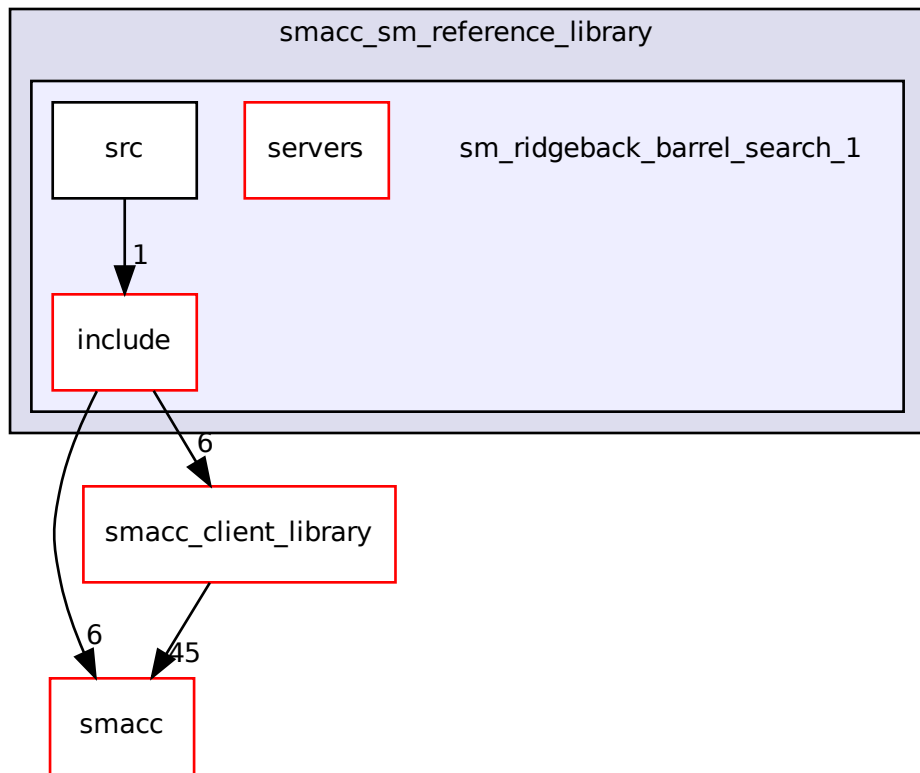 smacc_sm_reference_library
src
servers
sm_ridgeback_barrel_search_1
1
include
6
smacc_client_library
6
45
smacc